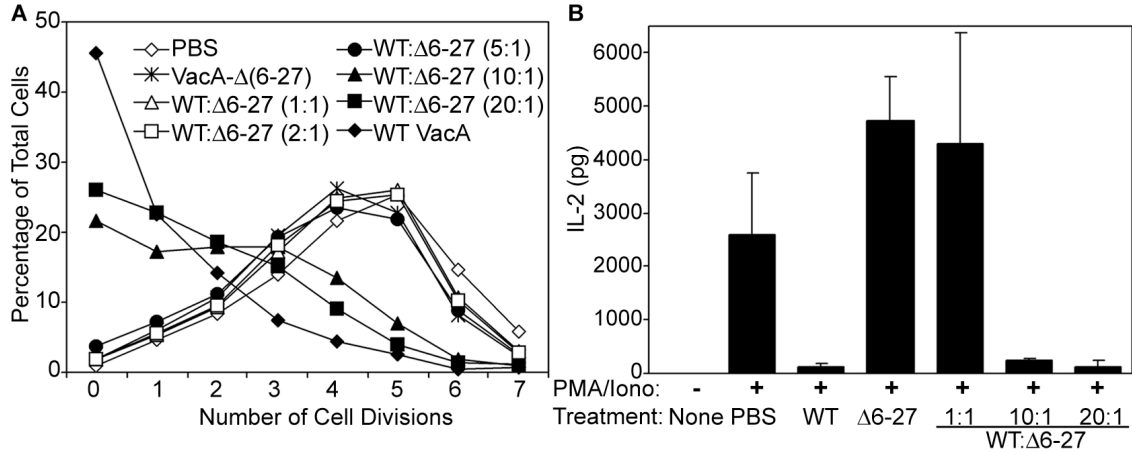 A
50
40
30
20
10
0
Percentage of Total Cells
PBS
VacA-Δ(6-27)
WT:Δ6-27 (1:1)
WT:Δ6-27 (2:1)
WT:Δ6-27 (5:1)
WT:Δ6-27 (10:1)
WT:Δ6-27 (20:1)
WT VacA
0 1 2 3 4 5 6 7
Number of Cell Divisions
B
6000
5000
4000
3000
2000
1000
0
IL-2 (pg)
PMA/Iono: - + + + + + +
Treatment: None PBS WT Δ6-27 1:1 10:1 20:1
WT:Δ6-27